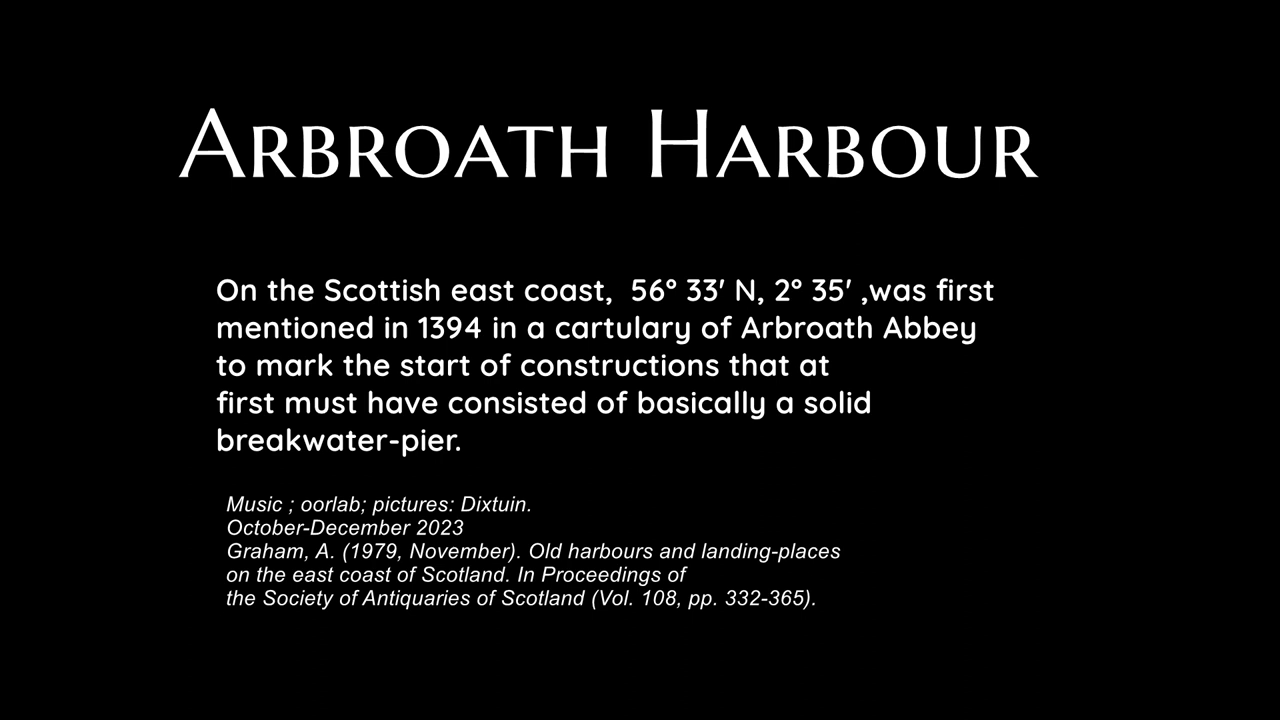 Arbroath Harbour
On the Scottish east coast,  56° 33′ N, 2° 35′ ,was first
mentioned in 1394 in a cartulary of Arbroath Abbey
to mark the start of constructions that at
first must have consisted of basically a solid
breakwater-pier.
Music ; oorlab; pictures: Dixtuin.
October-December 2023
Graham, A. (1979, November). Old harbours and landing-places
on the east coast of Scotland. In Proceedings of
the Society of Antiquaries of Scotland (Vol. 108, pp. 332-365).